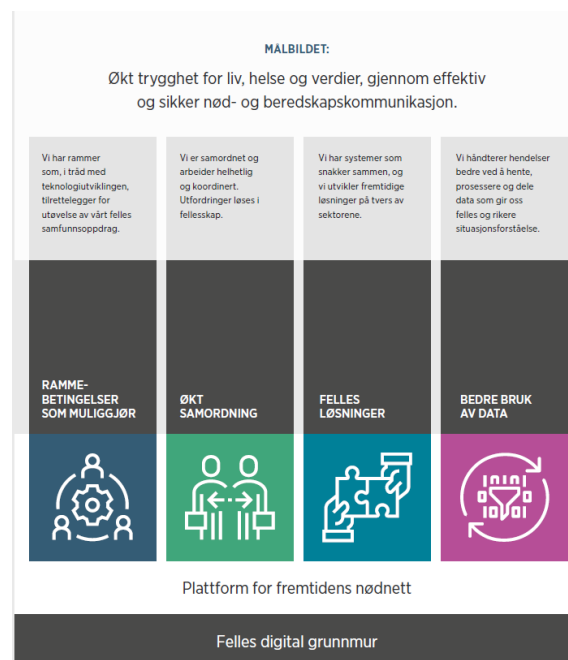 MÅLBILDET:
Økt trygghet for liv, helse og verdier, gjennom effektiv
og sikker nød- og beredskapskommunikasjon.
Vi har rammer
som, i tråd med
teknologiutviklingen,
tilrettelegger for
utøvelse av vårt felles
samfunnsoppdrag.
Vi er samordnet og
arbeider helhetlig
og koordinert.
Utfordringer løses i
fellesskap.
Vi har systemer som
snakker sammen, og
vi utvikler fremtidige
løsninger på tvers av
sektorene.
Vi håndterer hendelser
bedre ved å hente,
prosessere og dele
data som gir oss
felles og rikere
situasjonsforståelse.
RAMME-
BETINGELSER
SOM MULIGGJØR
ØKT
SAMORDNING
FELLES
LØSNINGER
BEDRE BRUK
AV DATA
Plattform for fremtidens nødnett
Felles digital grunnmur